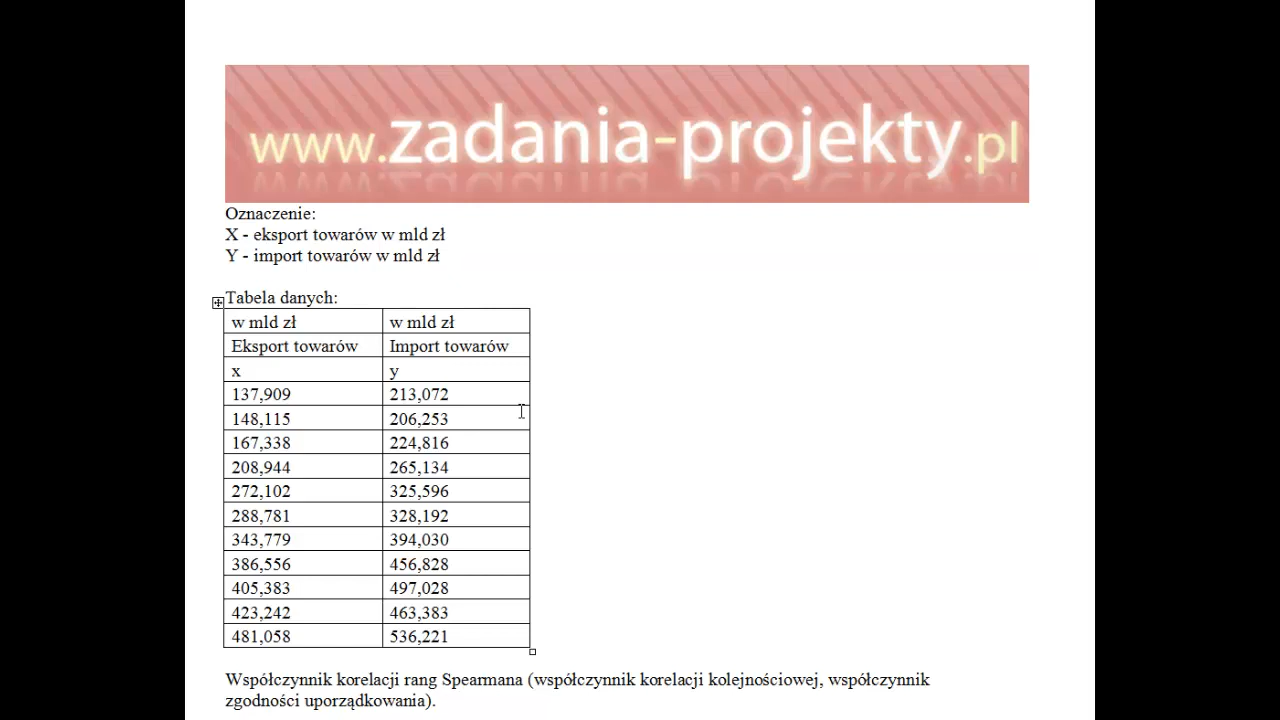 www.zadania-projekty.pl
Oznaczenie:
X - eksport towarów w mld zł
Y - import towarów w mld zł
Tabela danych:
w mld zł w mld zł
Eksport towarów Import towarów
x y
137,909 213,072
148,115 206,253
167,338 224,816
208,944 265,134
272,102 325,596
288,781 328,192
343,779 394,030
386,556 456,828
405,383 497,028
423,242 463,383
481,058 536,221
Współczynnik korelacji rang Spearmana (współczynnik korelacji kolejnościowej, współczynnik
zgodności uporządkowania).